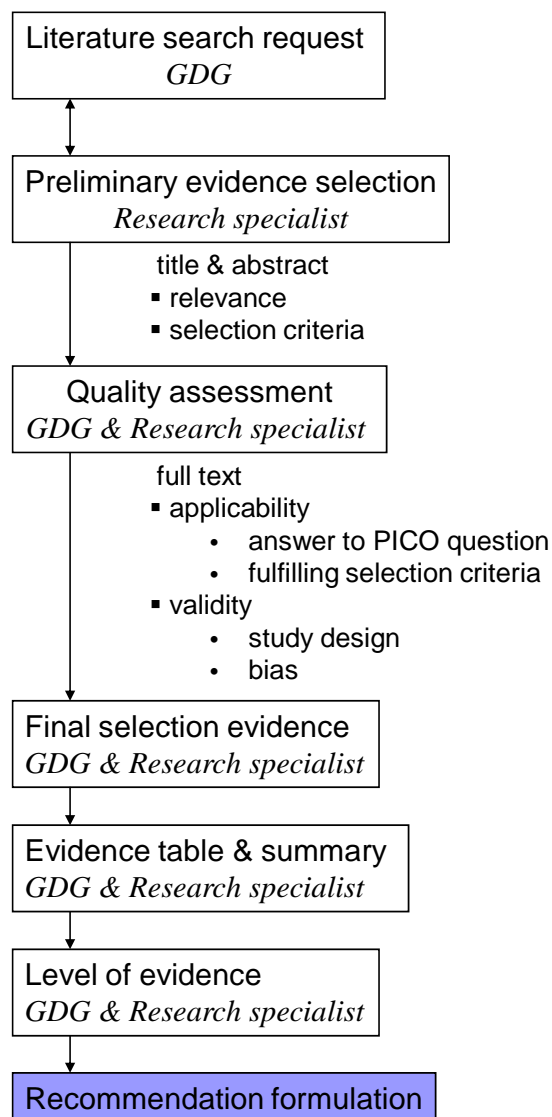 Literature search request
GDG
Preliminary evidence selection
Research specialist
title & abstract
▪ relevance
▪ selection criteria
Quality assessment
GDG & Research specialist
full text
▪ applicability
• answer to PICO question
• fulfilling selection criteria
▪ validity
• study design
• bias
Final selection evidence
GDG & Research specialist
Evidence table & summary
GDG & Research specialist
Level of evidence
GDG & Research specialist
Recommendation formulation